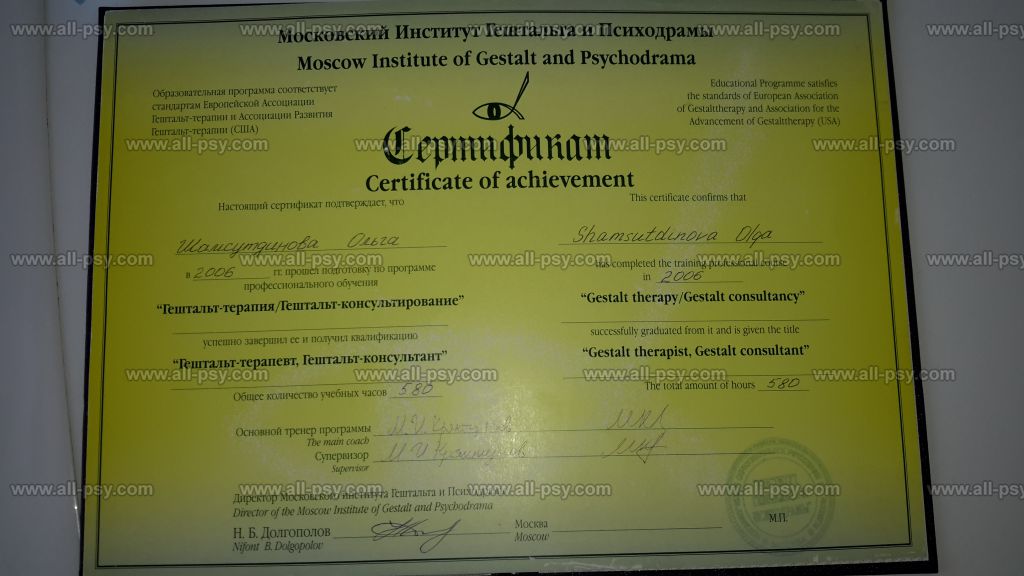 Московский Институт Гештальта и Психодрамы
Moscow Institute of Gestalt and Psychodrama
Образовательная программа соответствует
стандартам Европейской Ассоциации
Гештальт-терапии и Ассоциации Развития
Гештальт-терапии (США)
Educational Programme satisfies
the standards of European Association
of Gestalttherapy and Association for the
Advancement of Gestalttherapy (USA)
Сертификат
Certificate of achievement
Настоящий сертификат подтверждает, что
Шамсутдинова Ольга
в 2006 гг. прошел подготовку по программе
профессионального обучения
“Гештальт-терапия/Гештальт-консультирование”
успешно завершил ее и получил квалификацию
“Гештальт-терапевт, Гештальт-консультант”
Общее количество учебных часов 580
This certificate confirms that
Shamsutdinova Olga
has completed the training professional course
in 2006
“Gestalt therapy/Gestalt consultancy”
successfully graduated from it and is given the title
“Gestalt therapist, Gestalt consultant”
The total amount of hours 580
Основной тренер программы М.И.
The main coach
Супервизор М.И.
Supervisor
Директор Московского института Гештальта и Психодрамы
Director of the Moscow Institute of Gestalt and Psychodrama
Н. Б. Долгополов
Nifont B. Dolgopolov
Москва
Moscow
М.П.
www.all-psy.com